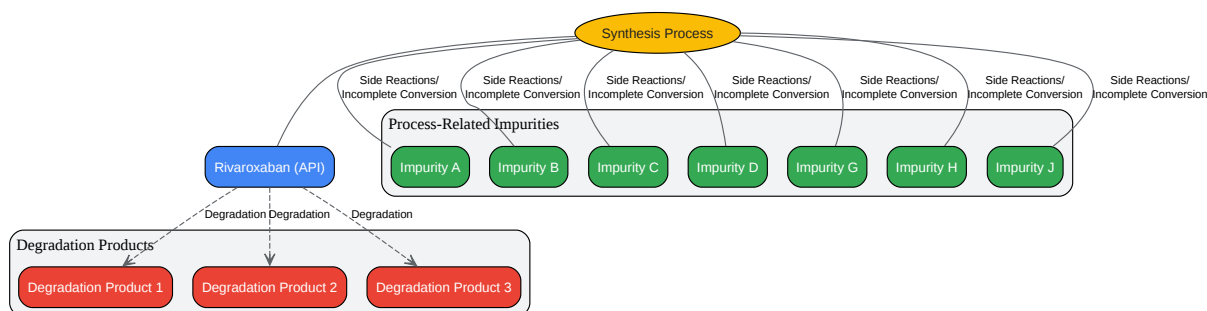 Synthesis Process
Side Reactions/
Incomplete Conversion
Side Reactions/
Incomplete Conversion
Side Reactions/
Incomplete Conversion
Side Reactions/
Incomplete Conversion
Side Reactions/
Incomplete Conversion
Side Reactions/
Incomplete Conversion
Side Reactions/
Incomplete Conversion
Process-Related Impurities
Rivaroxaban (API)
Impurity A
Impurity B
Impurity C
Impurity D
Impurity G
Impurity H
Impurity J
Degradation
Degradation
Degradation
Degradation Products
Degradation Product 1
Degradation Product 2
Degradation Product 3